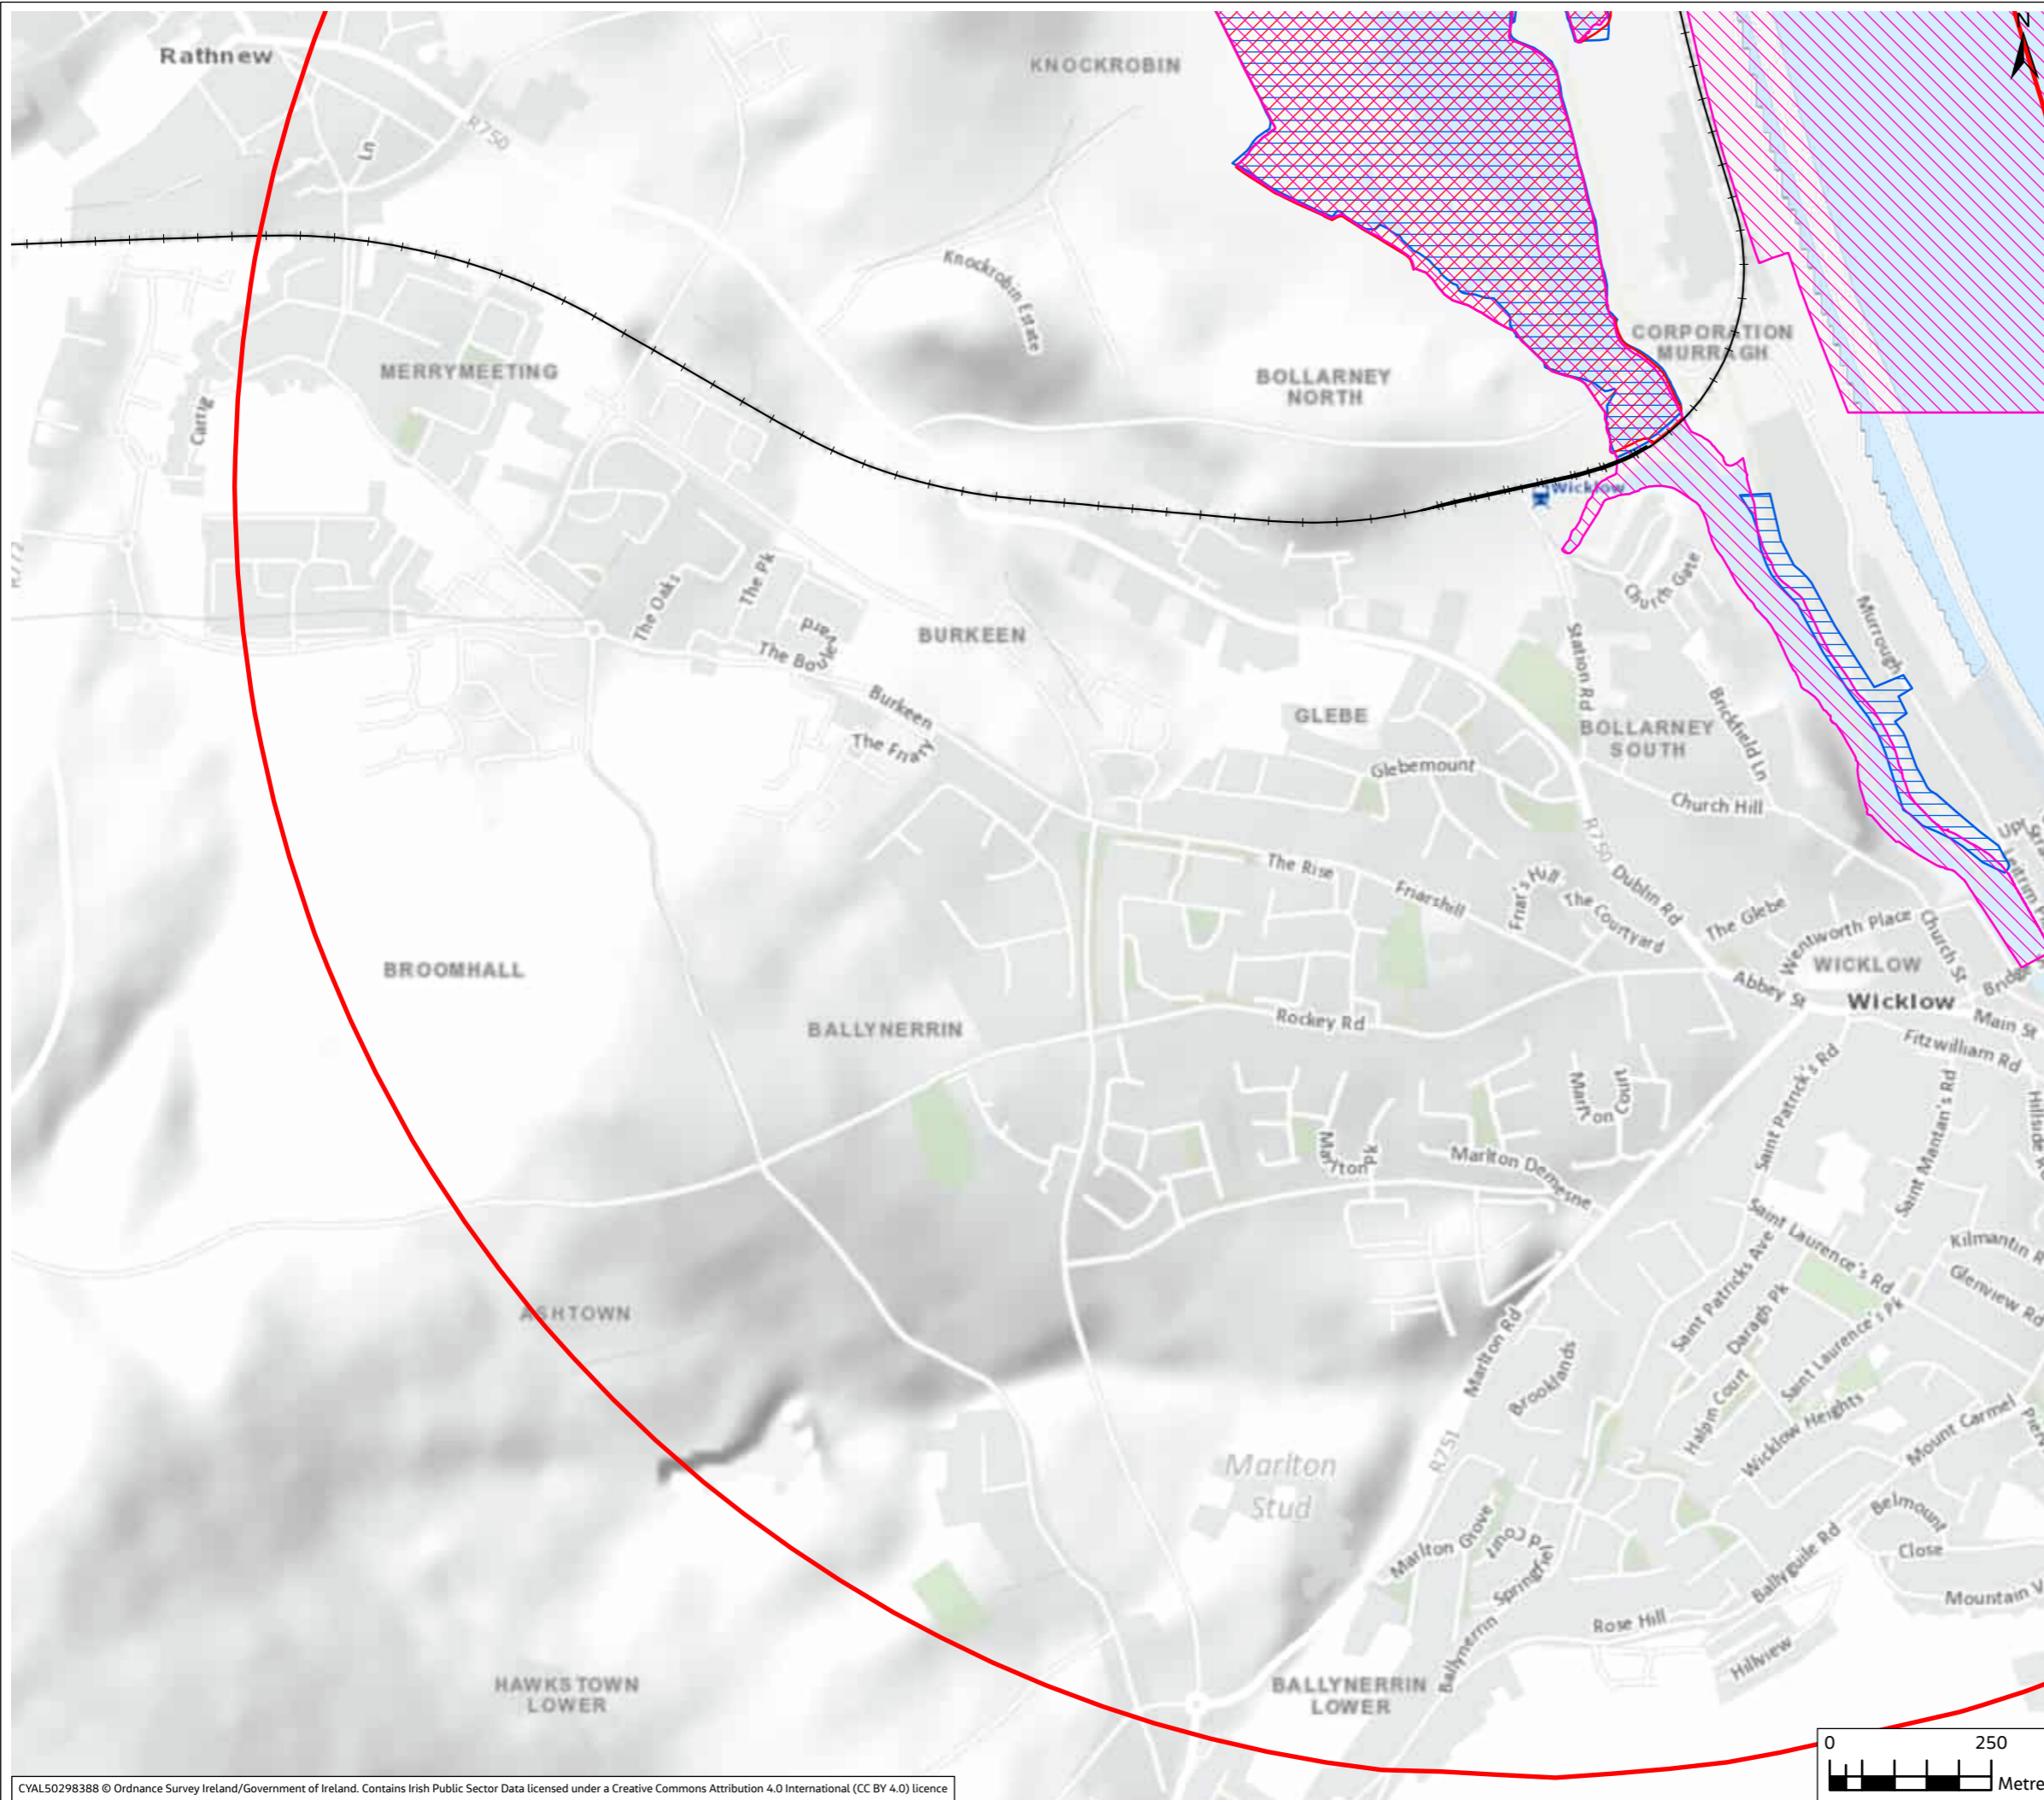 N
Rathnew
KNOCKROBIN
R750
Ln
Knockrobin Estate
CORPORATION
MURRAGH
MERRYMEETING
BOLLARNEY
NORTH
Carrig
Wicklow
R772
The Pk
The Oaks
Church Gate
Murrough
BURKEEN
Station Rd
Burkeen
The Friary
GLEBE
BOLLARNEY
SOUTH
Brickfield Ln
Glebemount
Church Hill
R750
The Rise
Friarshill
Friar's Hill
The Courtyard
Dublin Rd
The Glebe
Wentworth Place
Church St
BROOMHALL
WICKLOW
Abbey St
Wicklow
Main St
BALLYNERRIN
Rockey Rd
Fitzwilliam Rd
Saint Patrick's Rd
Saint Mantan's Rd
Marlton Court
Marlton Pk
Marlton Demesne
Saint Laurence's Rd
Saint Patricks Ave
Daragh Pk
Saint Laurence's Pk
ASHTOWN
Marlton Rd
Brooklands
Halpin Court
Wicklow Heights
Mount Carmel
R751
Marlton
Stud
Belmount
Close
Marlton Grove
Springfield Court
Ballyguile Rd
Rose Hill
Hillview
Ballynerrin
HAWKSTOWN
LOWER
BALLYNERRIN
LOWER
0 250
CYAL50298388 © Ordnance Survey Ireland/Government of Ireland. Contains Irish Public Sector Data licensed under a Creative Commons Attribution 4.0 International (CC BY 4.0) licence